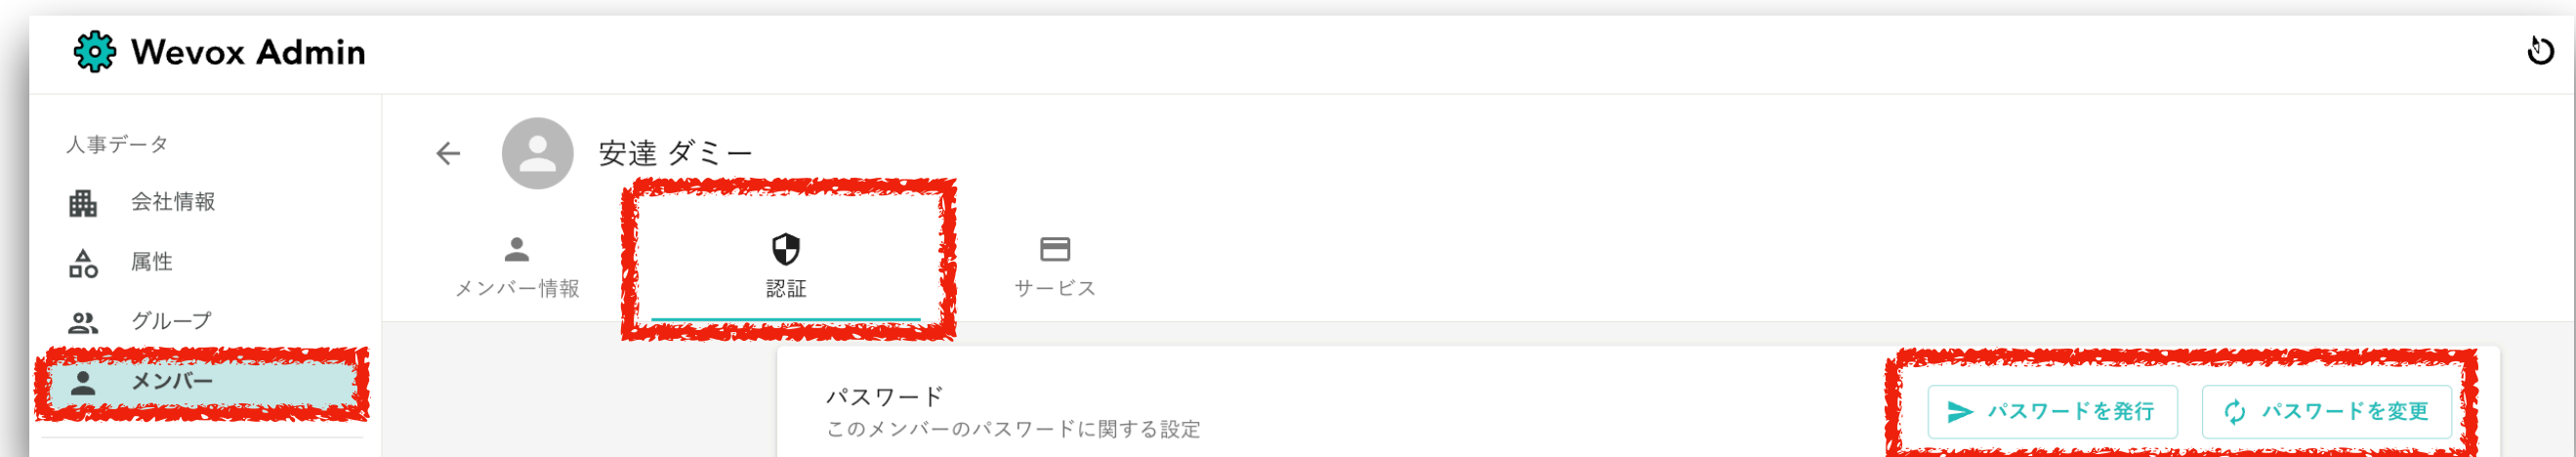 Wevox Admin
人事データ
会社情報
属性
グループ
メンバー
安達 ダミー
メンバー情報
認証
サービス
パスワード
このメンバーのパスワードに関する設定
パスワードを発行
パスワードを変更